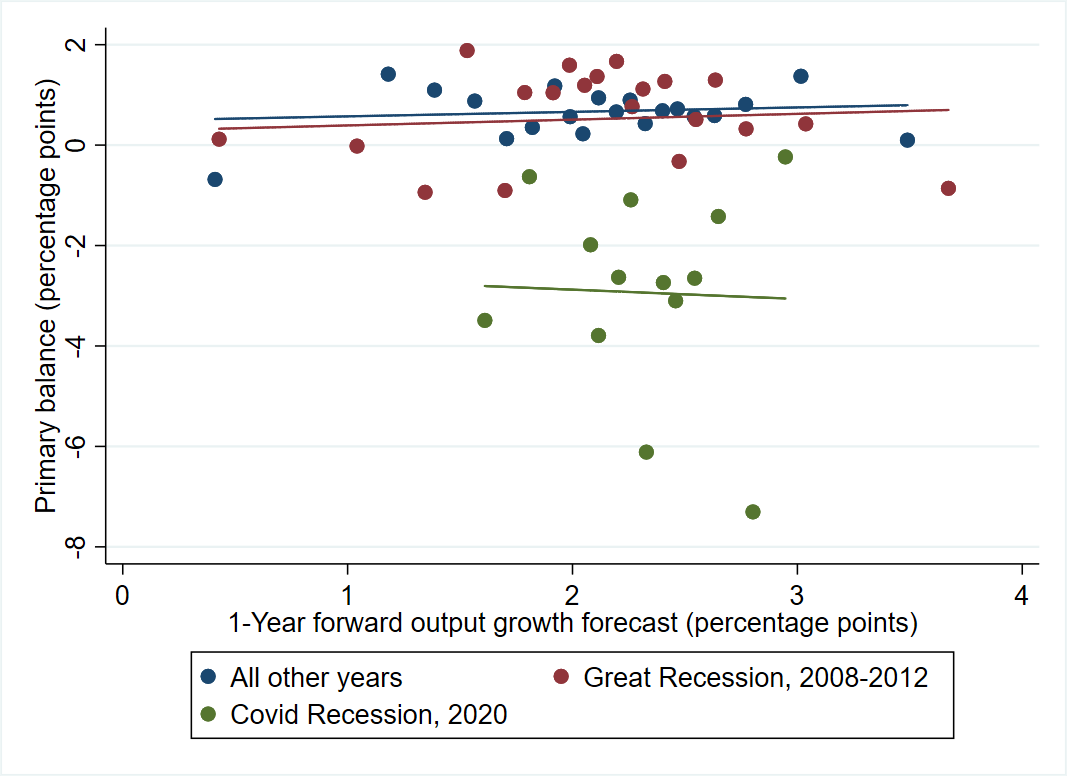 Primary balance (percentage points)
2
0
-2
-4
-6
-8
0 1 2 3 4
1-Year forward output growth forecast (percentage points)
All other years Great Recession, 2008-2012
Covid Recession, 2020